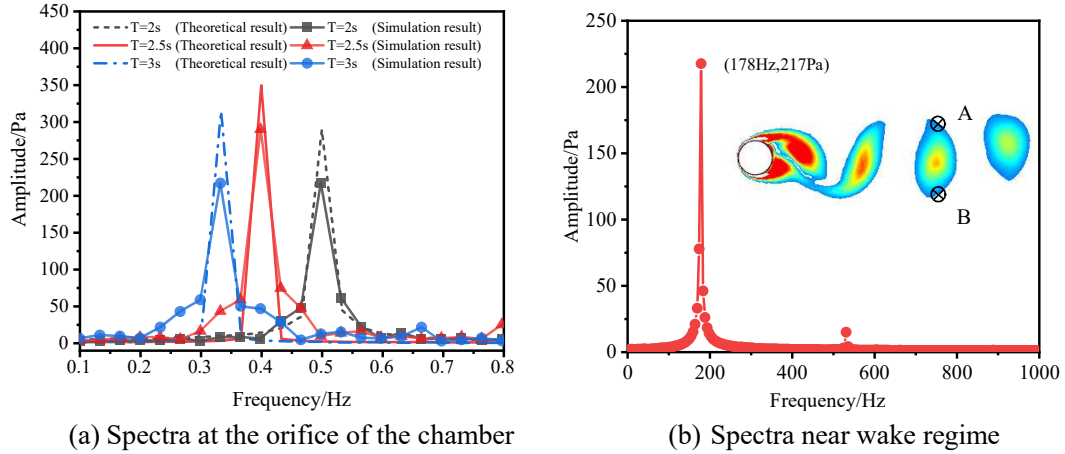 (a)
450
400
350
300
250
200
150
100
50
0
Amplitude/Pa
T=2s (Theoretical result) T=2s (Simulation result)
T=2.5s (Theoretical result) T=2.5s (Simulation result)
T=3s (Theoretical result) T=3s (Simulation result)
0.1 0.2 0.3 0.4 0.5 0.6 0.7 0.8
Frequency/Hz
(a) Spectra at the orifice of the chamber
(b)
250
200
150
100
50
0
Amplitude/Pa
(178Hz,217Pa)
A
B
0 200 400 600 800 1000
Frequency/Hz
(b) Spectra near wake regime